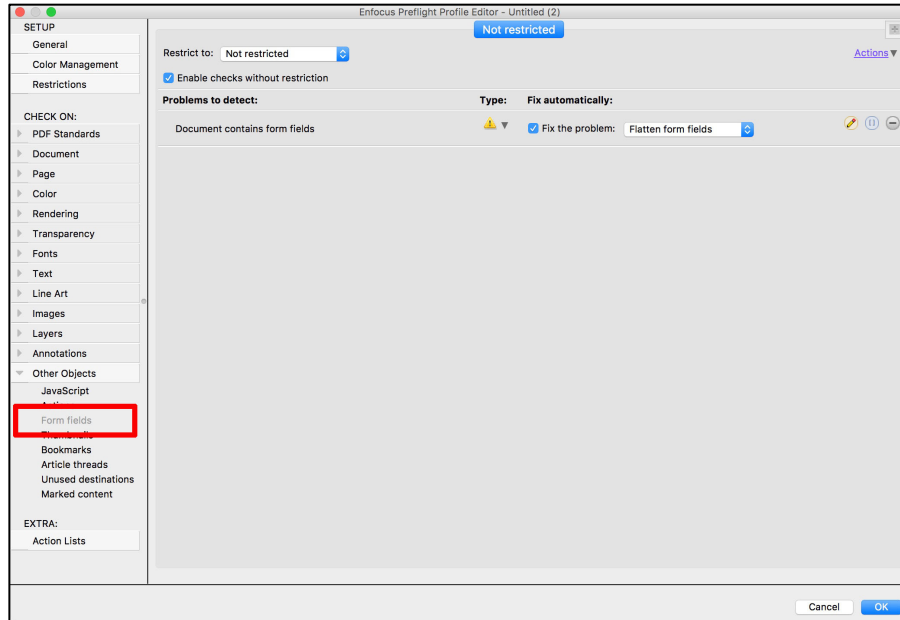 Enfocus Preflight Profile Editor - Untitled (2)
SETUP
General
Color Management
Restrictions
CHECK ON:
PDF Standards
Document
Page
Color
Rendering
Transparency
Fonts
Text
Line Art
Images
Layers
Annotations
Other Objects
JavaScript
Form fields
Bookmarks
Article threads
Unused destinations
Marked content
EXTRA:
Action Lists
Not restricted
Restrict to: Not restricted
Actions
Enable checks without restriction
Problems to detect: Type: Fix automatically:
Document contains form fields Fix the problem: Flatten form fields
Cancel OK